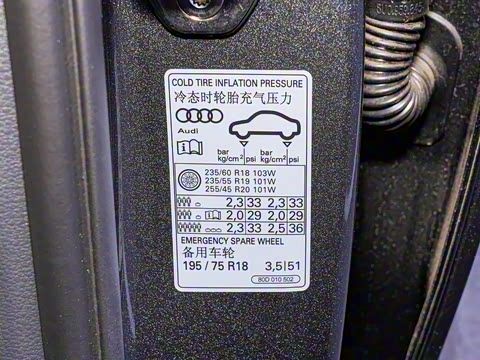 COLD TIRE INFLATION PRESSURE
冷态时轮胎充气压力
Audi
bar kg/cm² psi bar kg/cm² psi
235/60 R18 103W
235/55 R19 101W
255/45 R20 101W
2,3 33 2,3 33
2,0 29 2,0 29
2,3 33 2,5 36
EMERGENCY SPARE WHEEL
备用车轮
195 / 75 R18 3,5 51
80D 010 502